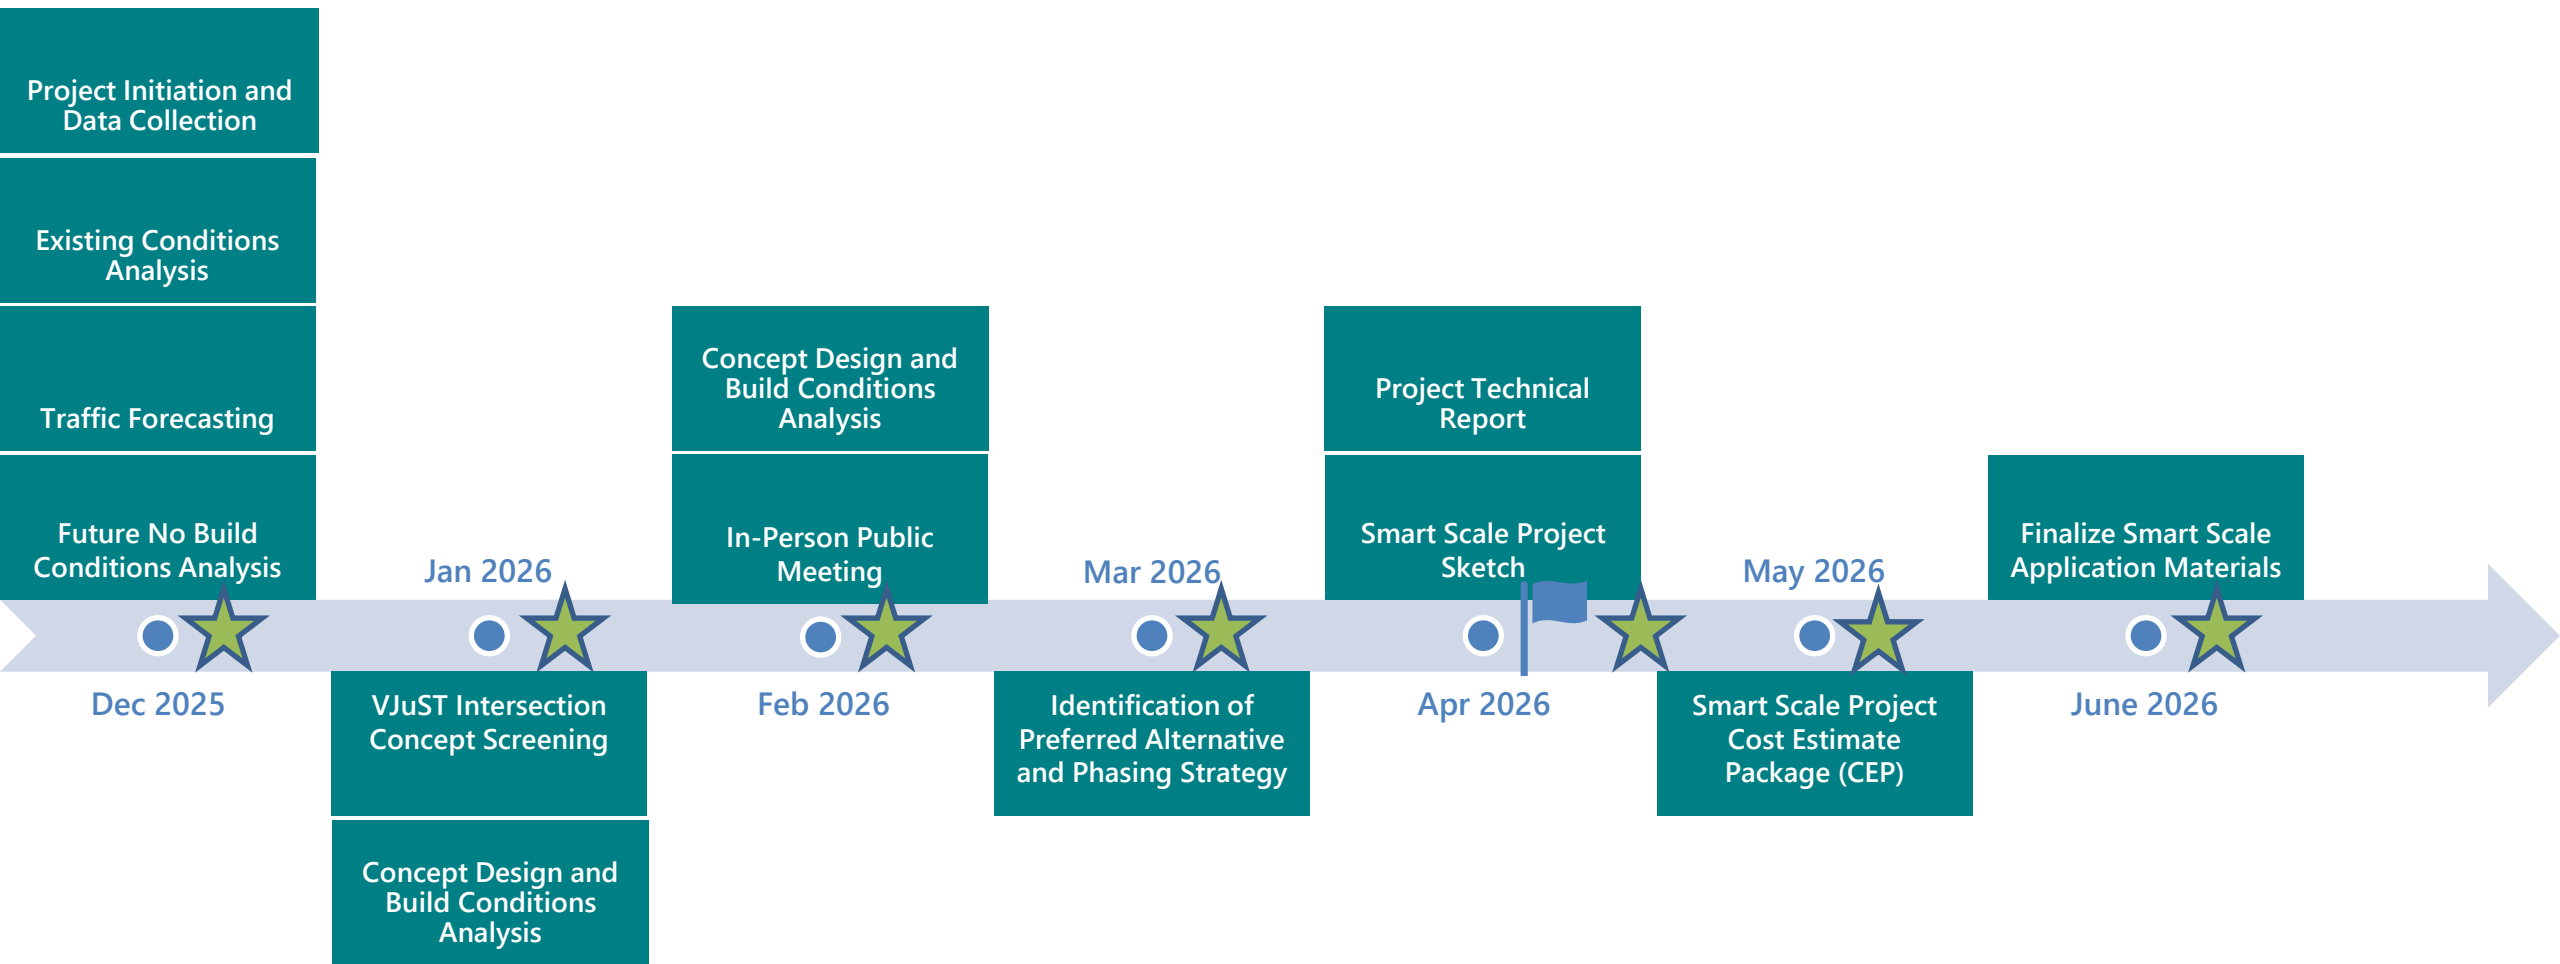 Project Initiation and
Data Collection
Existing Conditions
Analysis
Traffic Forecasting
Future No Build
Conditions Analysis
Dec 2025
Jan 2026
VJuST Intersection
Concept Screening
Concept Design and
Build Conditions
Analysis
Concept Design and
Build Conditions
Analysis
In-Person Public
Meeting
Feb 2026
Mar 2026
Identification of
Preferred Alternative
and Phasing Strategy
Project Technical
Report
Smart Scale Project
Sketch
Apr 2026
May 2026
Smart Scale Project
Cost Estimate
Package (CEP)
Finalize Smart Scale
Application Materials
June 2026